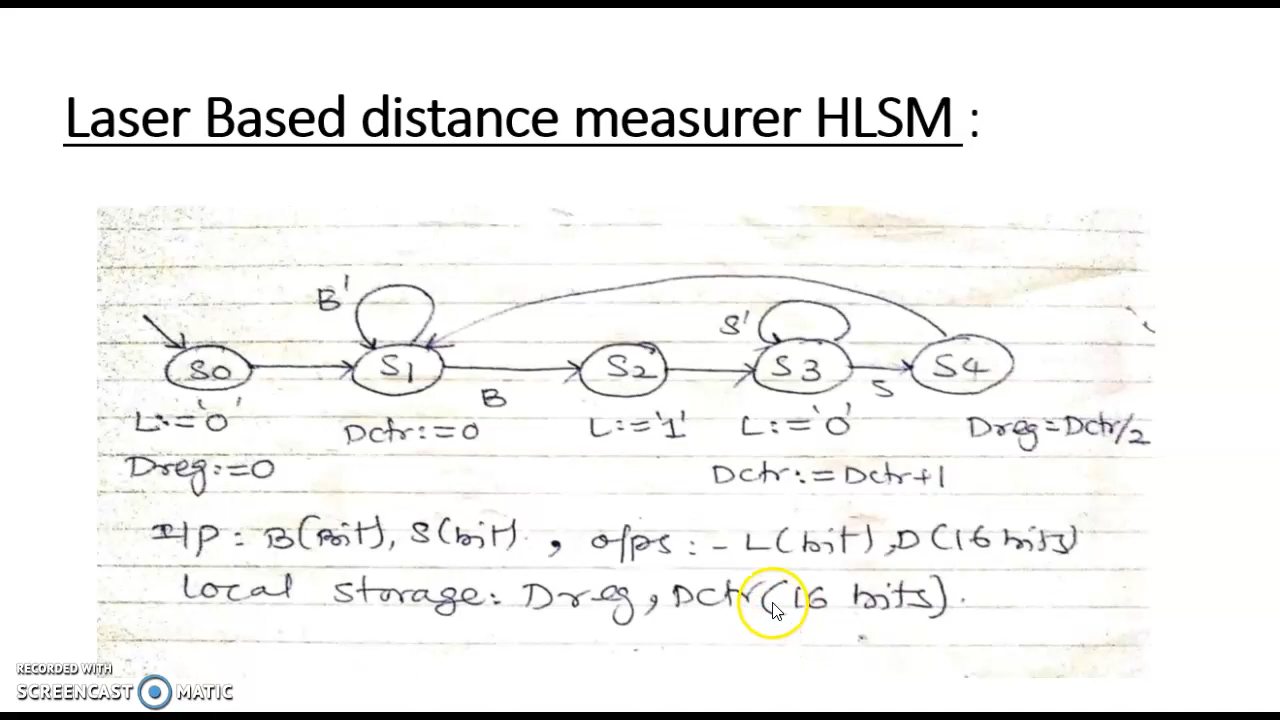 Laser Based distance measurer HLSM :
B'
S'
S0
S1
S2
S3
S4
B
S
L:='0'
Dctr:=0
L:='1'
L:='0'
Dreg=Dctr/2
Dreg:=0
Dctr:=Dctr+1
I/P: B(Bit), S(bit), o/ps:- L(bit),D(16 bits)
Local Storage: Dreg, Dctr(16 bits).
RECORDED WITH
SCREENCAST MATIC